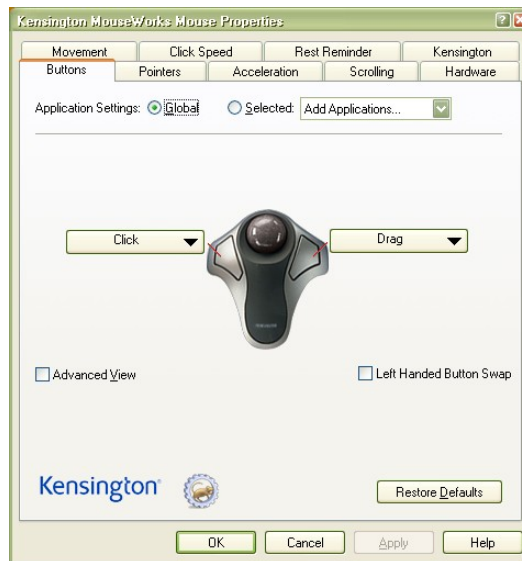 Kensington MouseWorks Mouse Properties
Movement Click Speed Rest Reminder Kensington
Buttons Pointers Acceleration Scrolling Hardware
Application Settings: Global Selected: Add Applications...
Click Drag
Advanced View Left Handed Button Swap
Kensington
Restore Defaults
OK Cancel Apply Help